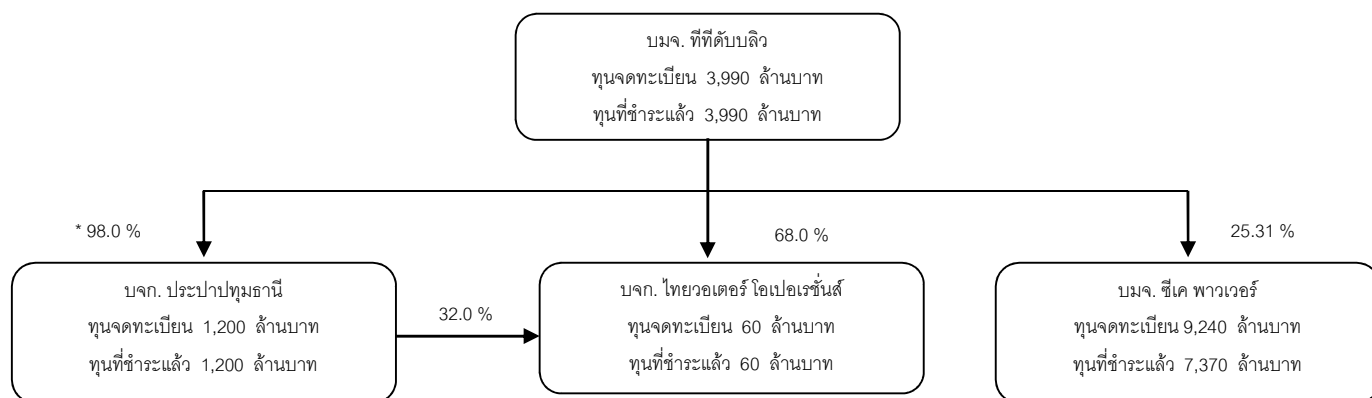 บมจ. ทีทีดับบลิว
ทุนจดทะเบียน 3,990 ล้านบาท
ทุนที่ชำระแล้ว 3,990 ล้านบาท
* 98.0 %
68.0 %
25.31 %
บจก. ประปาปทุมธานี
ทุนจดทะเบียน 1,200 ล้านบาท
ทุนที่ชำระแล้ว 1,200 ล้านบาท
32.0 %
บจก. ไทยวอเตอร์ โอเปอเรชั่นส์
ทุนจดทะเบียน 60 ล้านบาท
ทุนที่ชำระแล้ว 60 ล้านบาท
บมจ. ซีเค พาวเวอร์
ทุนจดทะเบียน 9,240 ล้านบาท
ทุนที่ชำระแล้ว 7,370 ล้านบาท